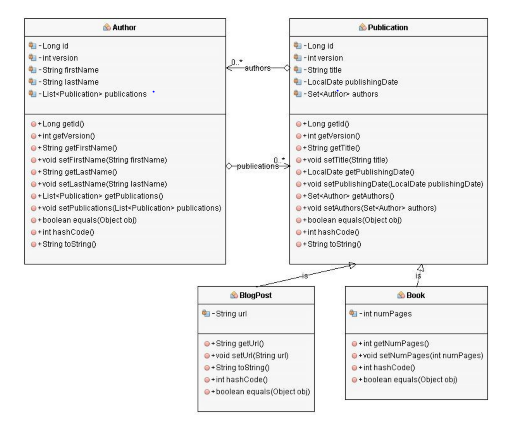 Author
- Long id
- int version
- String firstName
- String lastName
- List<Publication> publications *
+ Long getId()
+ int getVersion()
+ String getFirstName()
+ void setFirstName(String firstName)
+ String getLastName()
+ void setLastName(String lastName)
+ List<Publication> getPublications()
+ void setPublications(List<Publication> publications)
+ boolean equals(Object obj)
+ int hashCode()
+ String toString()
0..*
authors
publications
0..*
Publication
- Long id
- int version
- String title
- LocalDate publishingDate
- Set<Author> authors
+ Long getId()
+ int getVersion()
+ String getTitle()
+ void setTitle(String title)
+ LocalDate getPublishingDate()
+ void setPublishingDate(LocalDate publishingDate)
+ Set<Author> getAuthors()
+ void setAuthors(Set<Author> authors)
+ boolean equals(Object obj)
+ int hashCode()
+ String toString()
is
is
BlogPost
- String url
+ String getUrl()
+ void setUrl(String url)
+ String toString()
+ int hashCode()
+ boolean equals(Object obj)
Book
- int numPages
+ int getNumPages()
+ void setNumPages(int numPages)
+ int hashCode()
+ boolean equals(Object obj)